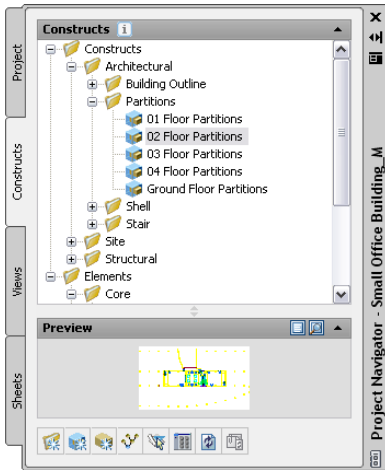 Constructs
Constructs
Architectural
Building Outline
Partitions
01 Floor Partitions
02 Floor Partitions
03 Floor Partitions
04 Floor Partitions
Ground Floor Partitions
Shell
Stair
Site
Structural
Elements
Core
Preview
Project
Constructs
Views
Sheets
Project Navigator - Small Office Building_M